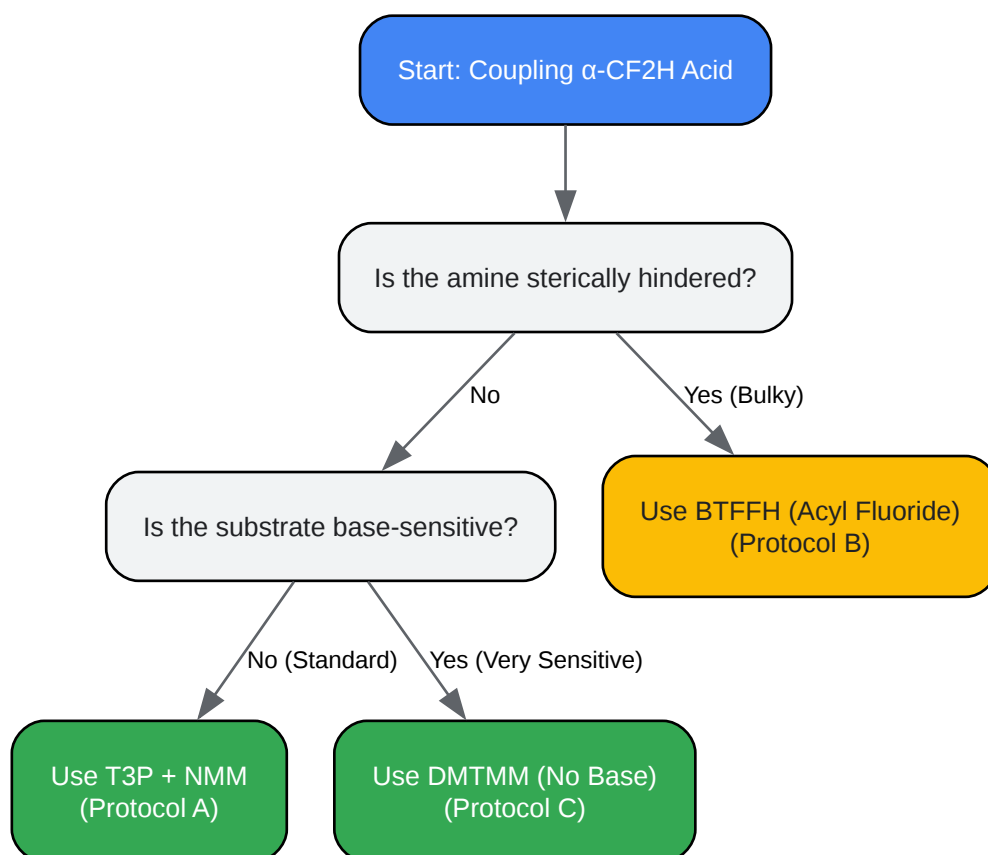 Start: Coupling α-CF2H Acid
Is the amine sterically hindered?
No
Yes (Bulky)
Is the substrate base-sensitive?
Use BTFFH (Acyl Fluoride)
(Protocol B)
No (Standard)
Yes (Very Sensitive)
Use T3P + NMM
(Protocol A)
Use DMTMM (No Base)
(Protocol C)